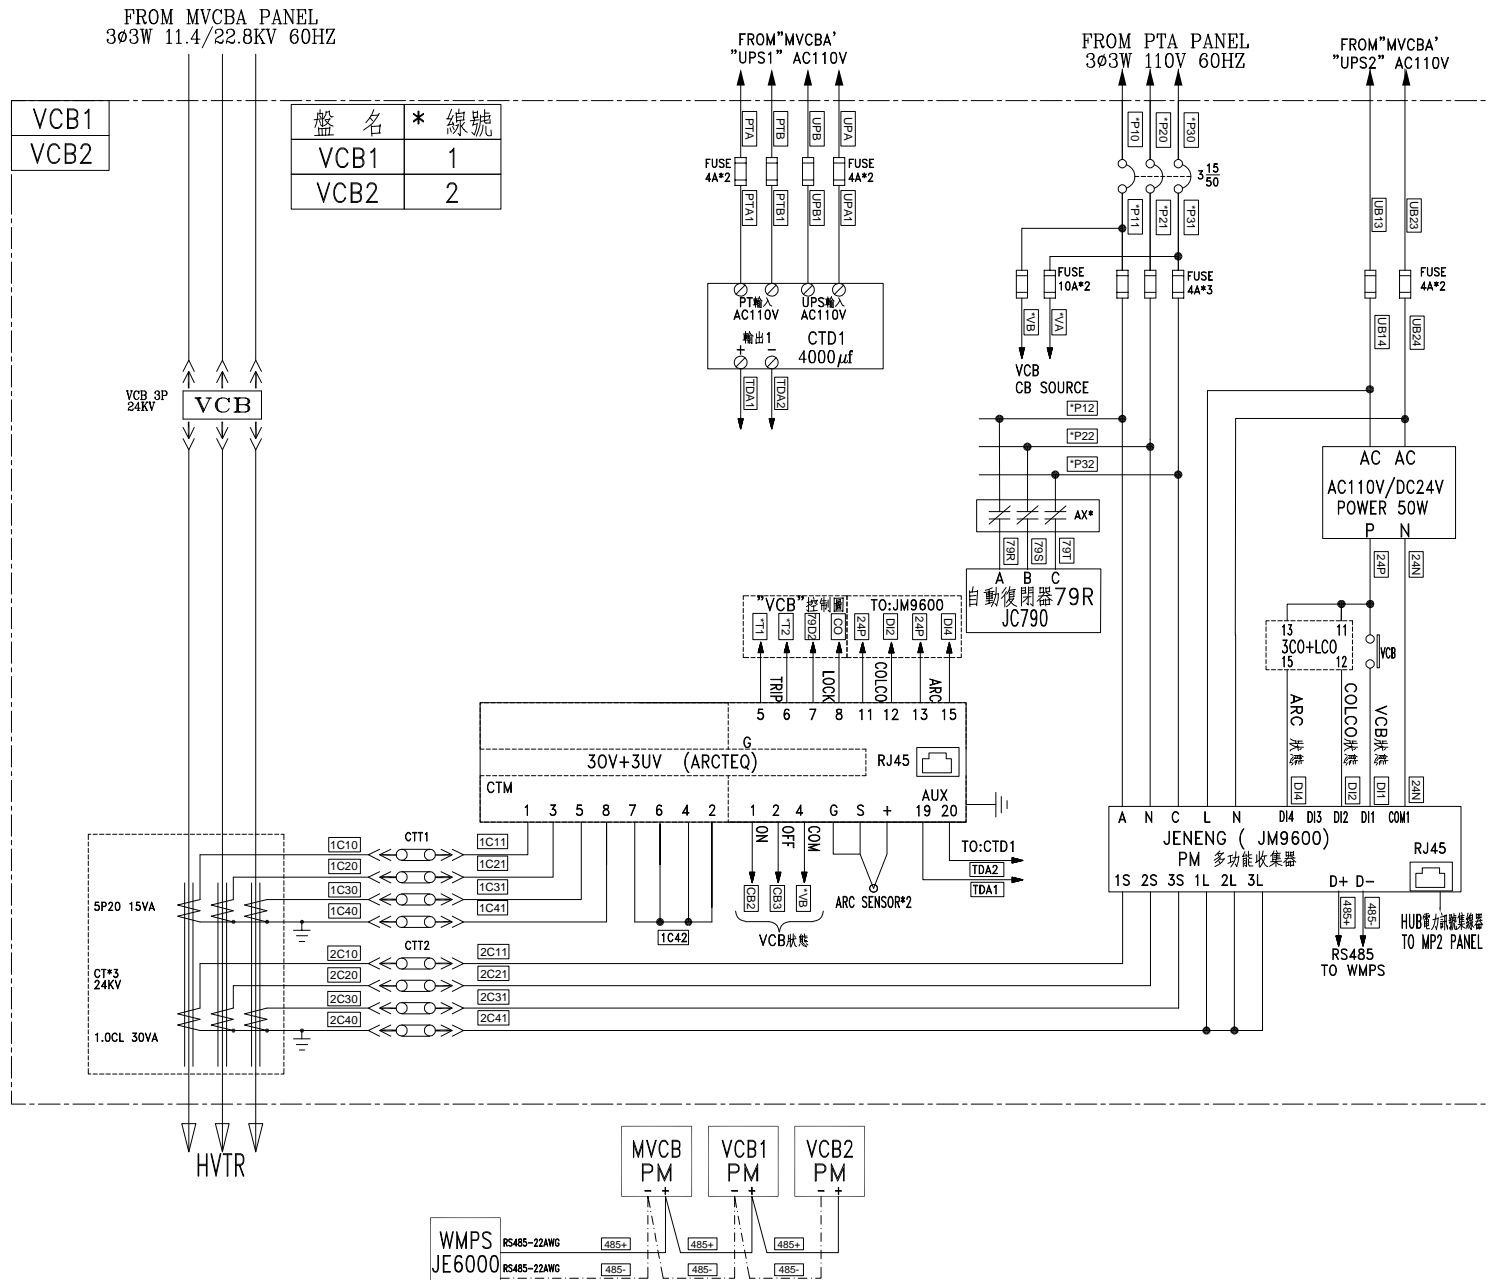 FROM MVCBA PANEL
3ø3W 11.4/22.8KV 60HZ
FROM"MVCBA'
"UPS1" AC110V
FROM PTA PANEL
3ø3W 110V 60HZ
FROM"MVCBA'
"UPS2" AC110V
VCB1
VCB2
盤 名
* 線號
VCB1
1
VCB2
2
PTA
PTB
UPB
UPA
FUSE
4A*2
FUSE
4A*2
PTA1
PTB1
UPB1
UPA1
PT輸入
AC110V
UPS輸入
AC110V
輸出1
+ -
CTD1
4000μf
TDA1
TDA2
*P10
*P20
*P30
3 15
50
*P11
*P21
*P31
FUSE
10A*2
FUSE
4A*3
*VB
*VA
VCB
CB SOURCE
UB13
UB23
FUSE
4A*2
UB14
UB24
VCB 3P
24KV
VCB
*P12
*P22
*P32
AX*
79R
79S
79T
A B C
自動復閉器79R
JC790
AC AC
AC110V/DC24V
POWER 50W
P N
24P
24N
13 11
3CO+LCO
15 12
VCB
ARC 狀態
COLCO狀態
VCB狀態
DI4
DI2
DI1
24N
"VCB"控制圖
TO:JM9600
*T1
*T2
79D2
CO
24P
DI2
24P
DI4
TRIP
LOCK
COLCO
ARC
5 6 7 8 11 12 13 15
G
3OV+3UV (ARCTEQ)
RJ45
CTM
AUX
1 3 5 8 7 6 4 2 1 2 4 G S + 19 20
ON
OFF
COM
CB2
CB3
*VB
VCB狀態
ARC SENSOR*2
TO:CTD1
TDA2
TDA1
A N C L N DI4 DI3 DI2 DI1 COM1
JENENG ( JM9600)
PM 多功能收集器
RJ45
1S 2S 3S 1L 2L 3L D+ D-
485+
485-
RS485
TO WMPS
HUB電力訊號集線器
TO MP2 PANEL
1C10
CTT1
1C11
1C20
1C21
1C30
1C31
1C40
1C41
1C42
5P20 15VA
2C10
CTT2
2C11
2C20
2C21
2C30
2C31
2C40
2C41
CT*3
24KV
1.0CL 30VA
HVTR
MVCB
PM
- +
VCB1
PM
- +
VCB2
PM
- +
WMPS
JE6000
RS485-22AWG
485+
485+
485+
RS485-22AWG
485-
485-
485-